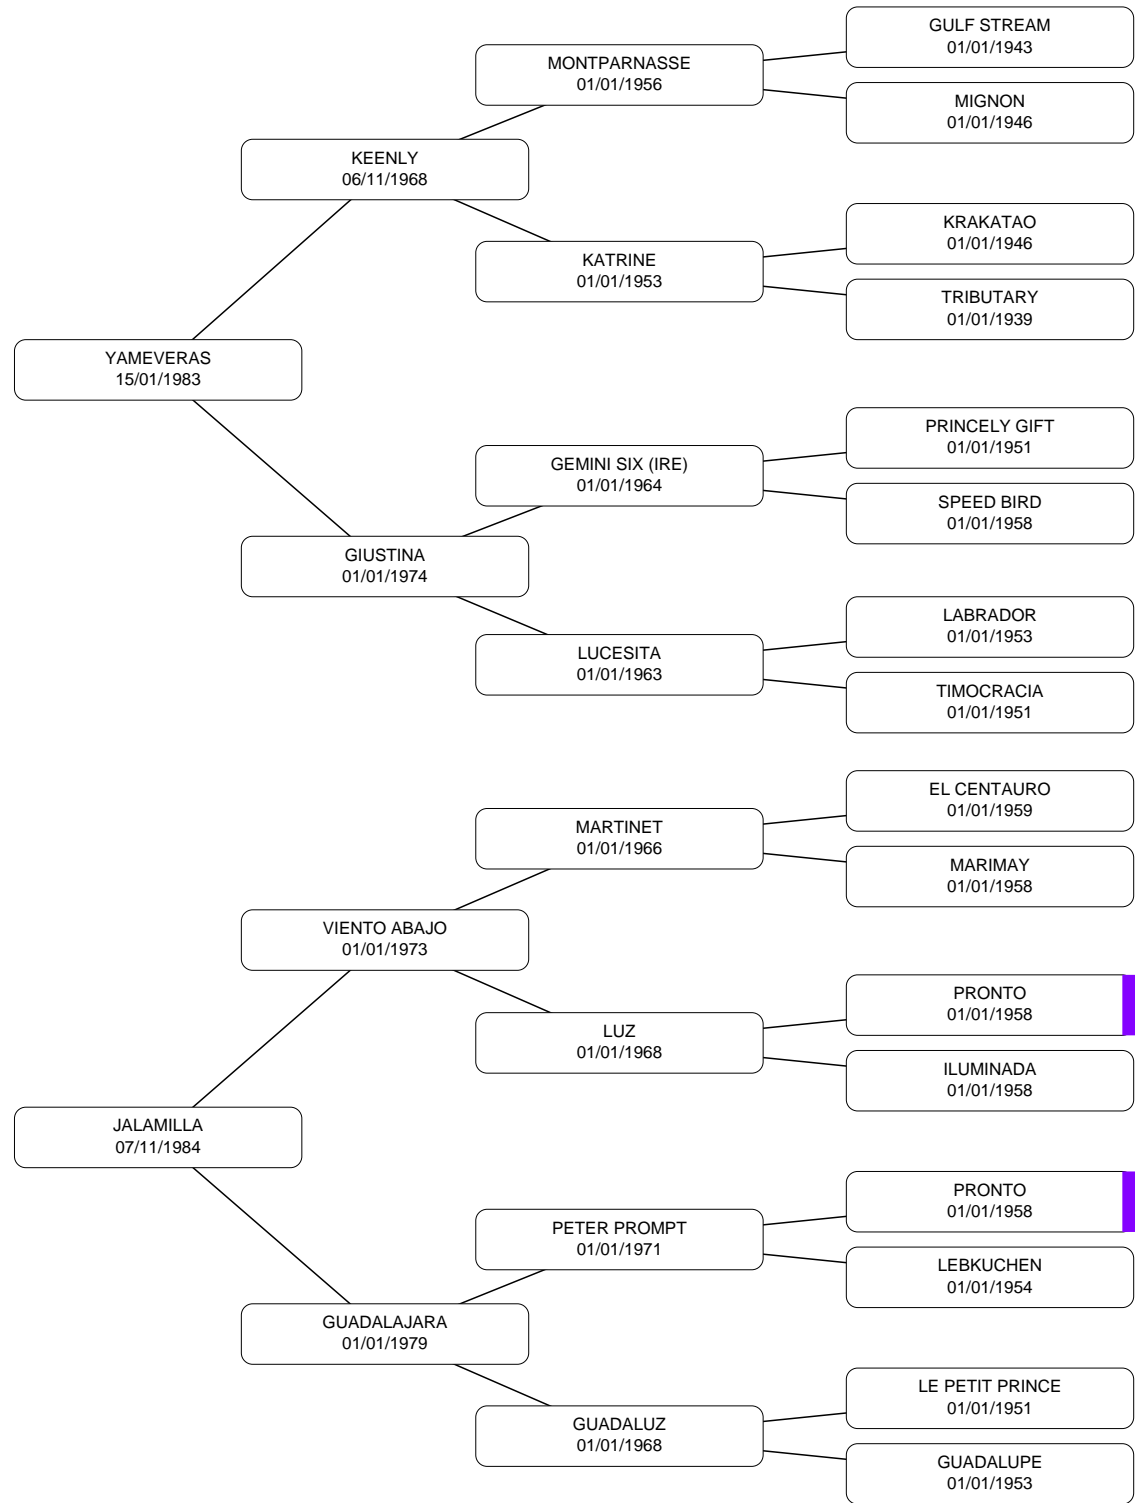 GULF STREAM
01/01/1943
MONTPARNASSE
01/01/1956
MIGNON
01/01/1946
KEENLY
06/11/1968
KRAKATAO
01/01/1946
KATRINE
01/01/1953
TRIBUTARY
01/01/1939
YAMEVERAS
15/01/1983
PRINCELY GIFT
01/01/1951
GEMINI SIX (IRE)
01/01/1964
SPEED BIRD
01/01/1958
GIUSTINA
01/01/1974
LABRADOR
01/01/1953
LUCESITA
01/01/1963
TIMOCRACIA
01/01/1951
EL CENTAURO
01/01/1959
MARTINET
01/01/1966
MARIMAY
01/01/1958
VIENTO ABAJO
01/01/1973
PRONTO
01/01/1958
LUZ
01/01/1968
ILUMINADA
01/01/1958
JALAMILLA
07/11/1984
PRONTO
01/01/1958
PETER PROMPT
01/01/1971
LEBKUCHEN
01/01/1954
GUADALAJARA
01/01/1979
LE PETIT PRINCE
01/01/1951
GUADALUZ
01/01/1968
GUADALUPE
01/01/1953